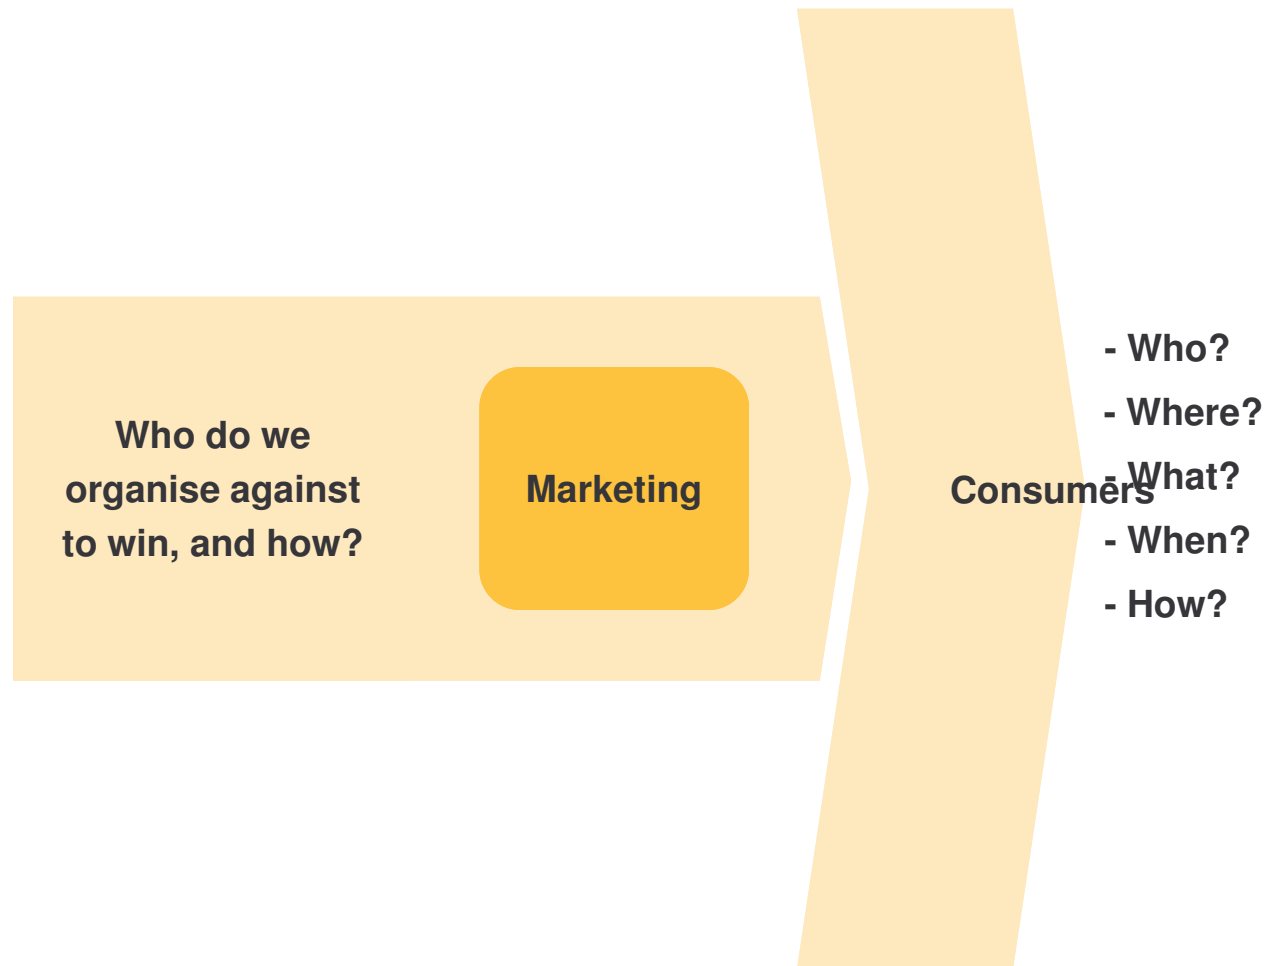 Who do we
organise against
to win, and how?
Marketing
Consumers
- Who?
- Where?
- What?
- When?
- How?